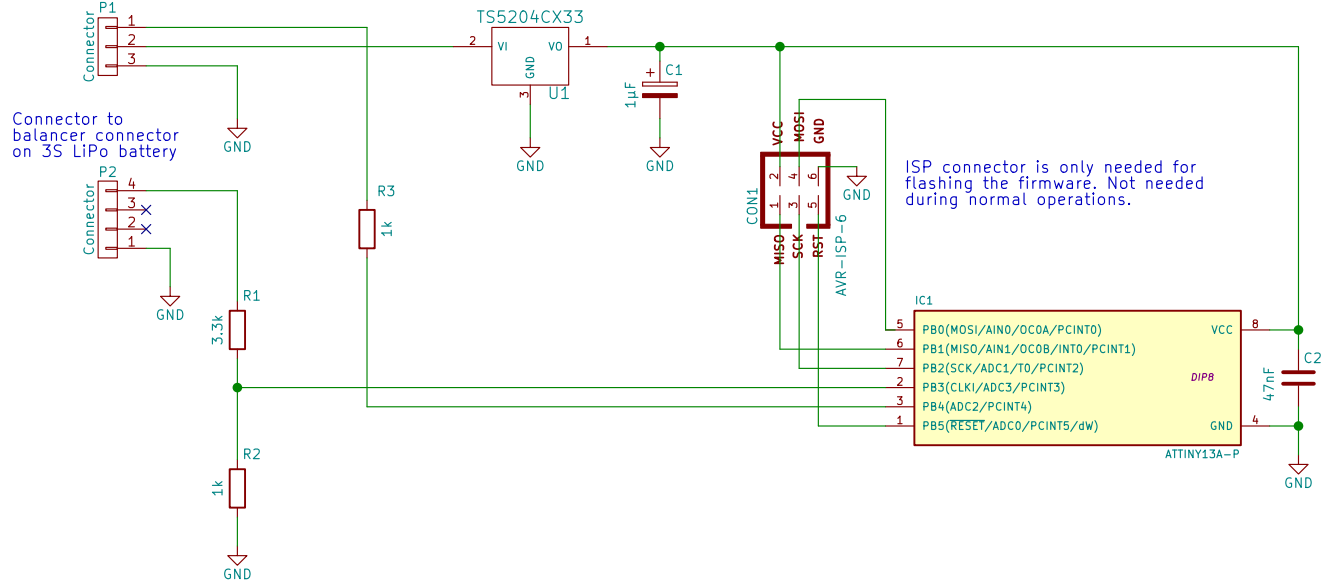 P1
Connector
1
2
3
GND
Connector to
balancer connector
on 3S LiPo battery
P2
Connector
4
3
2
1
GND
R1
3.3k
R2
1k
GND
R3
1k
TS5204CX33
2
VI
VO
1
GND
3
U1
GND
+
C1
1µF
GND
VCC
MOSI
GND
2
4
6
1
3
5
CON1
MISO
SCK
RST
AVR-ISP-6
GND
ISP connector is only needed for
flashing the firmware. Not needed
during normal operations.
IC1
5 PB0(MOSI/AIN0/OC0A/PCINT0)
6 PB1(MISO/AIN1/OC0B/INT0/PCINT1)
7 PB2(SCK/ADC1/T0/PCINT2)
2 PB3(CLKI/ADC3/PCINT3)
3 PB4(ADC2/PCINT4)
1 PB5(RESET/ADC0/PCINT5/dW)
VCC 8
DIP8
GND 4
ATTINY13A-P
C2
47nF
GND